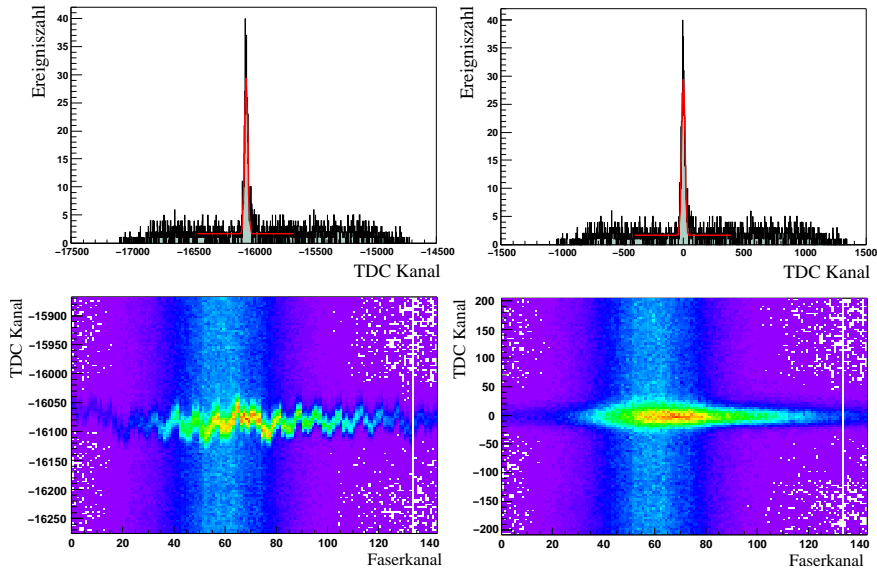 Ereigniszahl
40
35
30
25
20
15
10
5
0
−17500 −17000 −16500 −16000 −15500 −15000 −14500
TDC Kanal
Ereigniszahl
40
35
30
25
20
15
10
5
0
−1500 −1000 −500 0 500 1000 1500
TDC Kanal
TDC Kanal
−15900
−15950
−16000
−16050
−16100
−16150
−16200
−16250
0 20 40 60 80 100 120 140
Faserkanal
TDC Kanal
200
150
100
50
0
−50
−100
−150
−200
0 20 40 60 80 100 120 140
Faserkanal